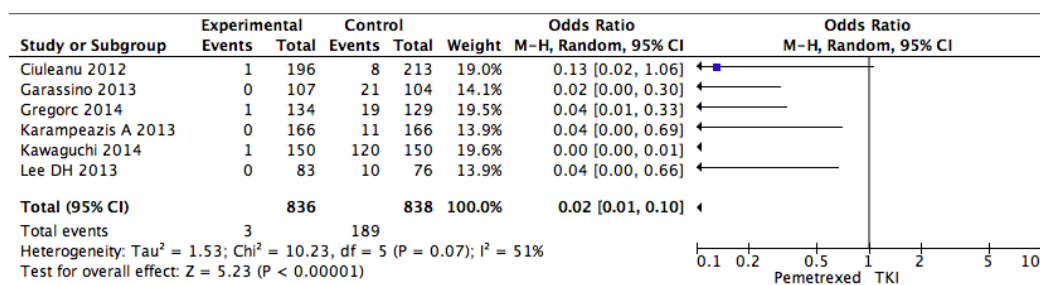 Experimental Control Odds Ratio Odds Ratio
Study or Subgroup Events Total Events Total Weight M-H, Random, 95% CI M-H, Random, 95% CI
Ciuleanu 2012 1 196 8 213 19.0% 0.13 [0.02, 1.06]
Garassino 2013 0 107 21 104 14.1% 0.02 [0.00, 0.30]
Gregorc 2014 1 134 19 129 19.5% 0.04 [0.01, 0.33]
Karampeazis A 2013 0 166 11 166 13.9% 0.04 [0.00, 0.69]
Kawaguchi 2014 1 150 120 150 19.6% 0.00 [0.00, 0.01]
Lee DH 2013 0 83 10 76 13.9% 0.04 [0.00, 0.66]
Total (95% CI) 836 838 100.0% 0.02 [0.01, 0.10]
Total events 3 189
Heterogeneity: Tau² = 1.53; Chi² = 10.23, df = 5 (P = 0.07); I² = 51%
Test for overall effect: Z = 5.23 (P < 0.00001)
0.1 0.2 0.5 1 2 5 10
Pemetrexed TKI